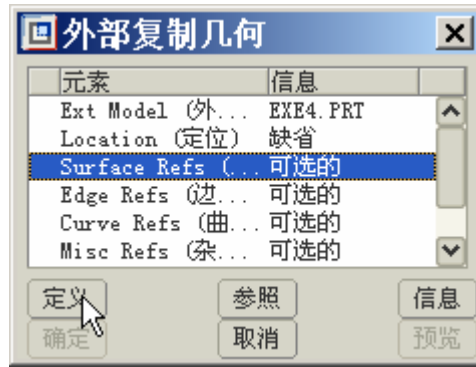 外部复制几何
元素 信息
Ext Model (外... EXE4.PRT
Location (定位) 缺省
Surface Refs (... 可选的
Edge Refs (边... 可选的
Curve Refs (曲... 可选的
Misc Refs (杂... 可选的
定义 参照 信息
确定 取消 预览